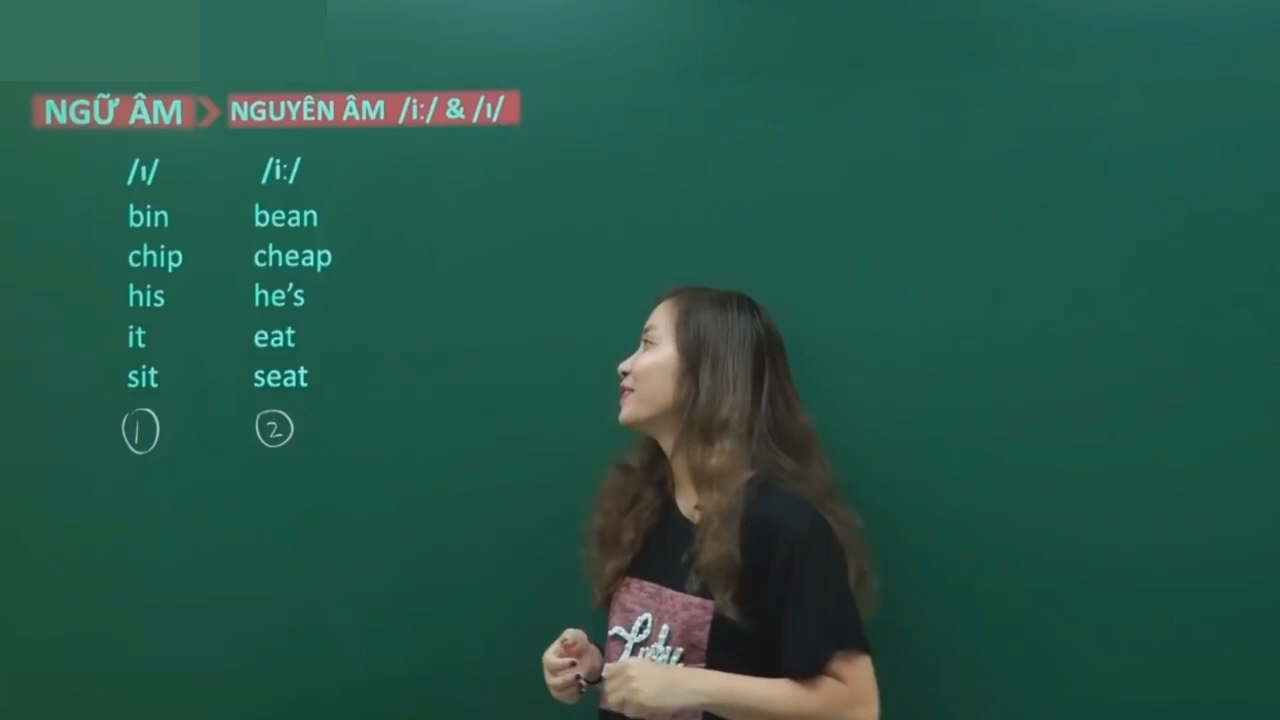 NGỮ ÂM > NGUYÊN ÂM /iː/ & /ɪ/
/ɪ/ /iː/
bin bean
chip cheap
his he's
it eat
sit seat
① ②